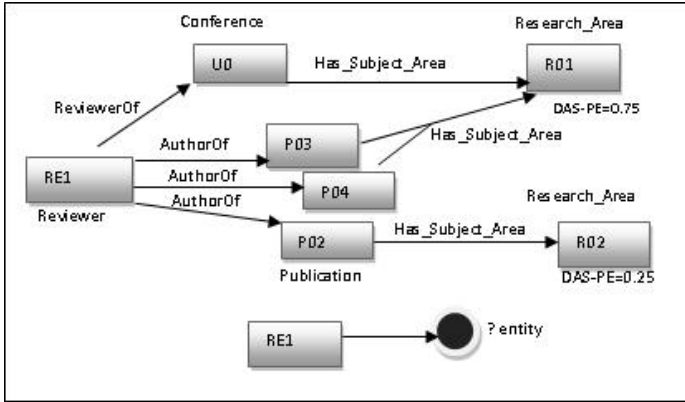 Conference
Research_Area
U0
Has_Subject_Area
R01
ReviewerOf
DAS-PE=0.75
AuthorOf
P03
Has_Subject_Area
RE1
AuthorOf
P04
AuthorOf
Research_Area
Reviewer
P02
Has_Subject_Area
R02
Publication
DAS-PE=0.25
RE1
? entity